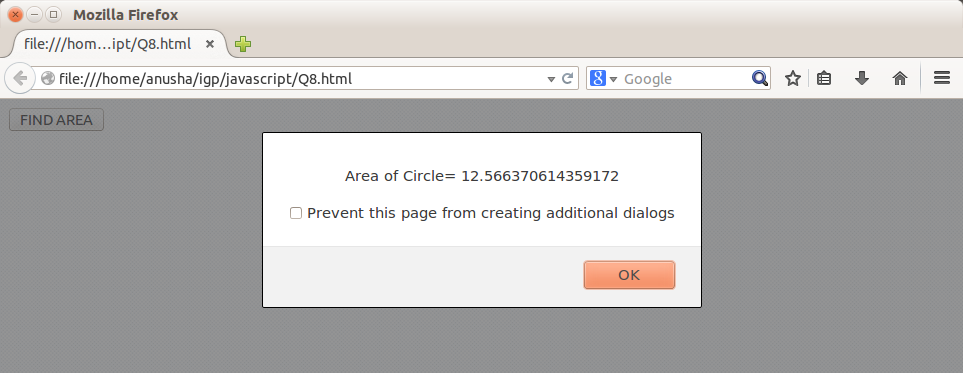 Mozilla Firefox
file:///hom...ipt/Q8.html
file:///home/anusha/igp/javascript/Q8.html
Google
FIND AREA
Area of Circle= 12.566370614359172
Prevent this page from creating additional dialogs
OK